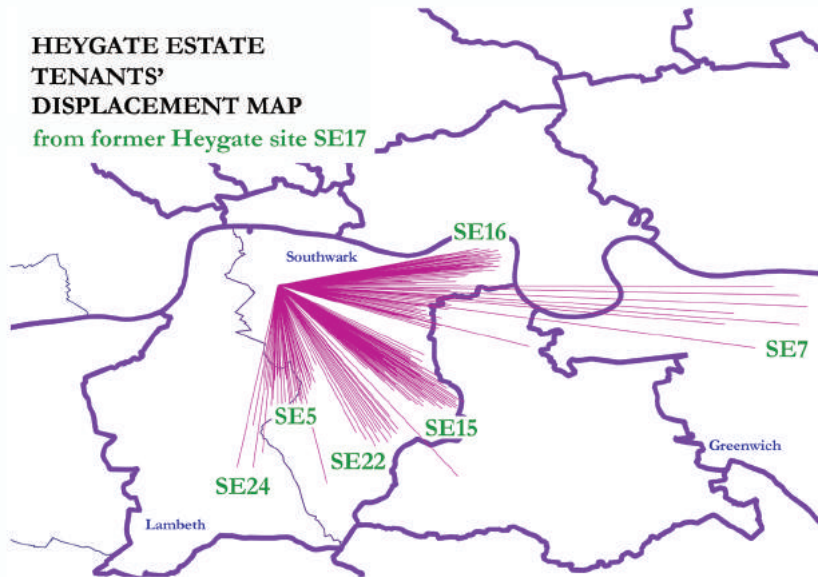 HEYGATE ESTATE
TENANTS'
DISPLACEMENT MAP
from former Heygate site SE17
SE16
Southwark
SE7
SE5
SE15
SE22
Greenwich
SE24
Lambeth